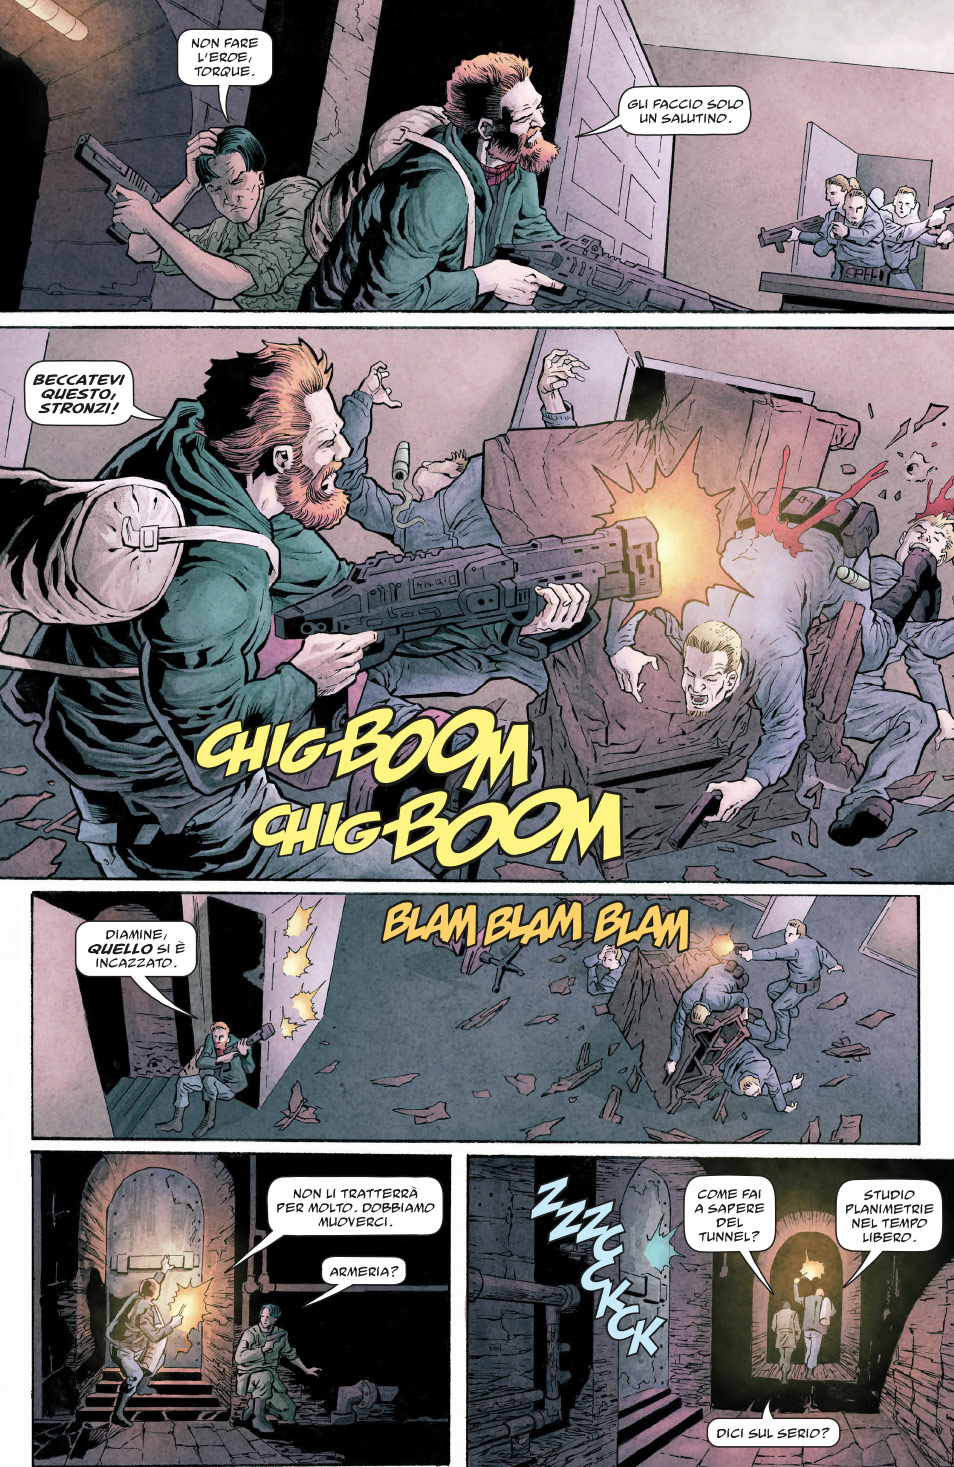 NON FARE
L'EROE,
TORQUE.
GLI FACCIO SOLO
UN SALUTINO.
BECCATEVI
QUESTO,
STRONZI!
CHIG-BOOM
CHIG-BOOM
DIAMINE,
QUELLO SI È
INCAZZATO.
BLAM BLAM BLAM
NON LI TRATTERRÀ
PER MOLTO. DOBBIAMO
MUOVERCI.
ARMERIA?
ZZZZCKCKCK
COME FAI
A SAPERE
DEL
TUNNEL?
STUDIO
PLANIMETRIE
NEL TEMPO
LIBERO.
DICI SUL SERIO?